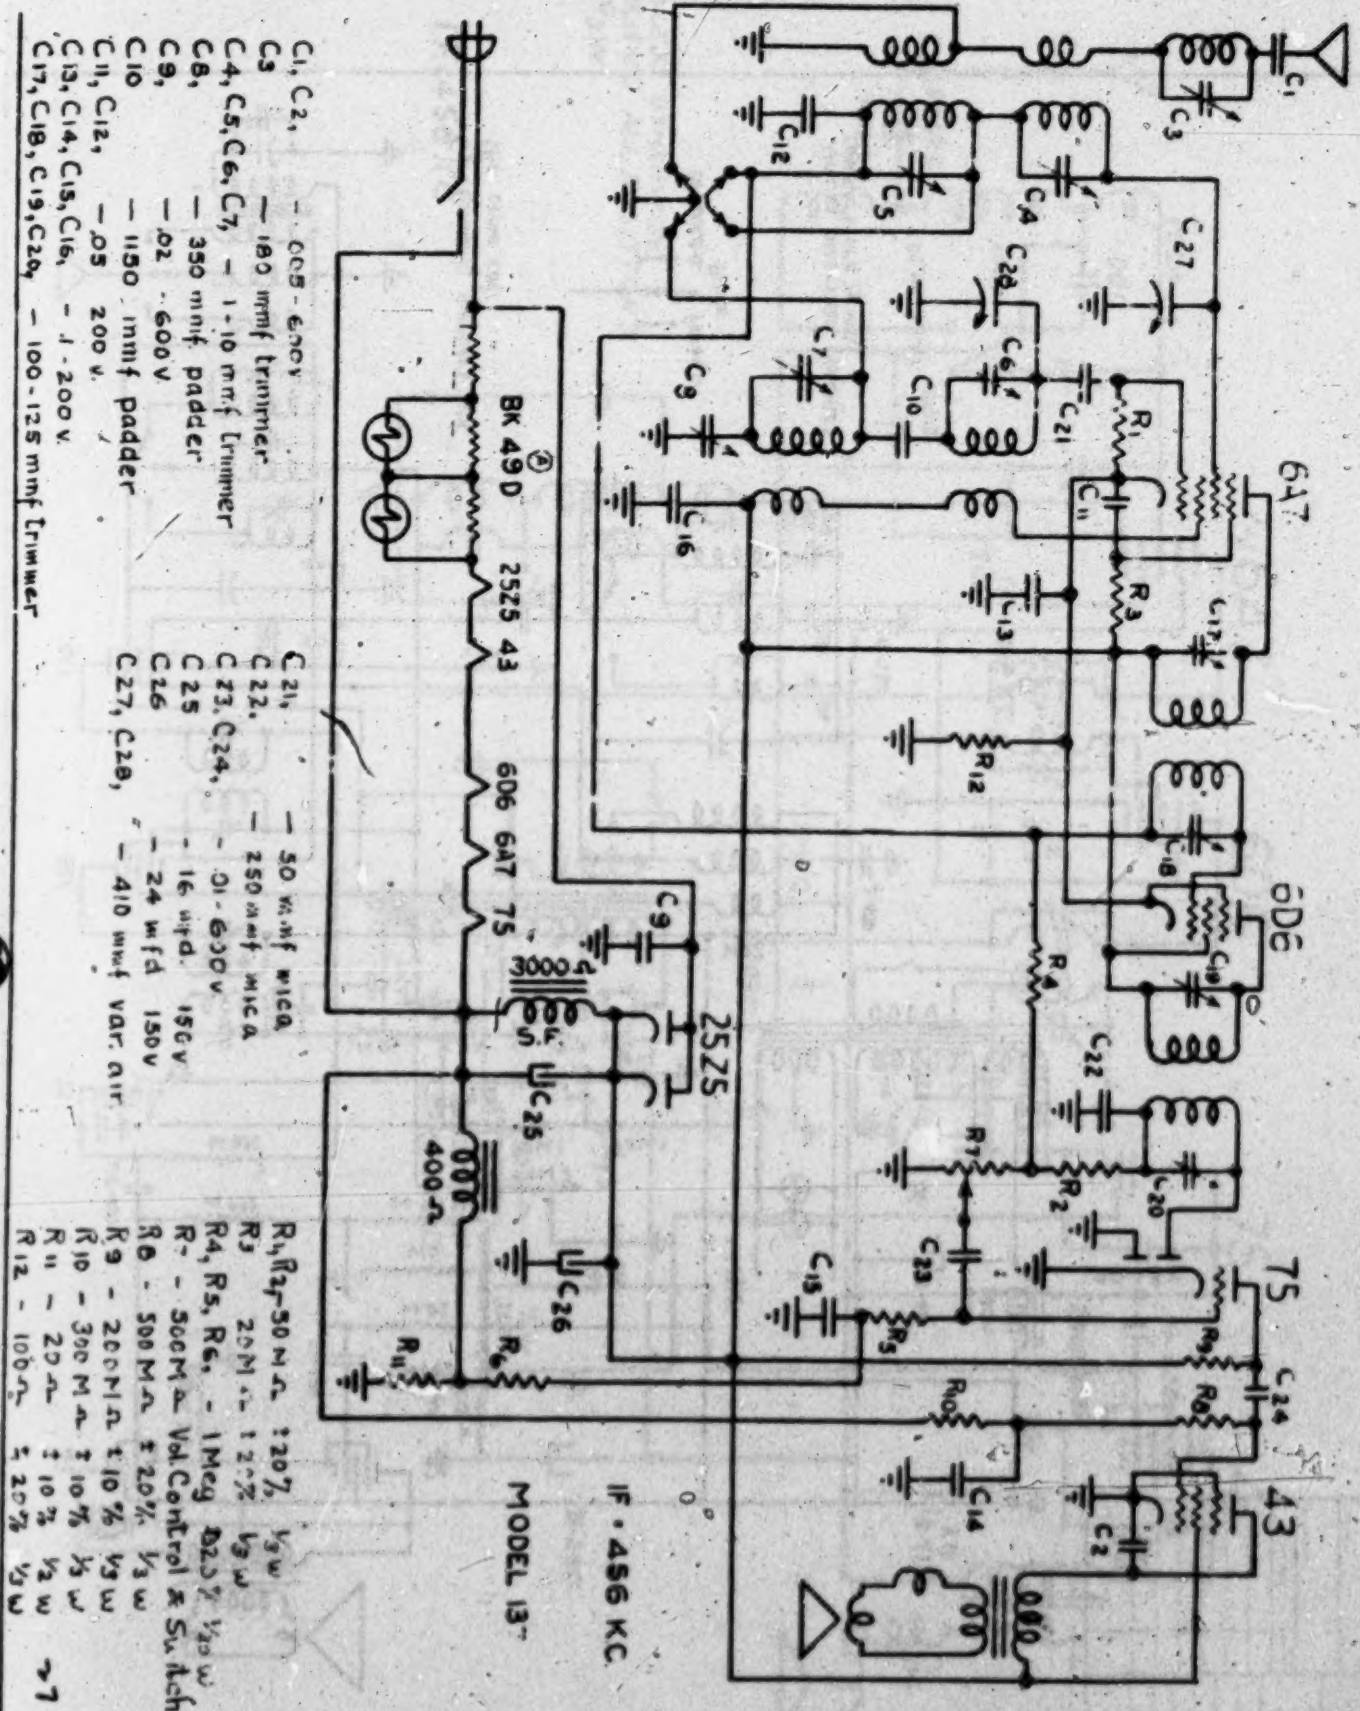 C1
C3
C4
C5
C12
C27
C28
C6
C7
C8
C10
C21
R1
C11
R3
C16
C13
C17
R12
C18
C19
R4
C22
C20
R2
R7
C23
C15
R5
R9
C24
R8
R10
C14
C2
6A7
6D6
75
43
BK 49D
25Z5 43 6D6 6A7 75
C9
25Z5
3000
C25
400Ω
C26
R6
R11
IF. 456 KC.
MODEL 13
C1, C2, - .005-600V
C3 - 180 mmf trimmer
C4, C5, C6, C7, - 1-10 mmf trimmer
C8, - 350 mmf padder
C9, - .02 - 600V
C10 - 1150 mmf padder
C11, C12, - .05 200V.
C13, C14, C15, C16, - .1-200V.
C17, C18, C19, C20, - 100-125 mmf trimmer
C21, - 50 mmf mica
C22, - 250 mmf mica
C23, C24, - .01-600V
C25 - 16 mfd. 150V
C26 - 24 mfd 150V
C27, C28, - 410 mmf var. air
R1, R2, - 50 M Ω ±20% 1/3 W
R3 20 M Ω ±20% 1/3 W
R4, R5, R6, - 1 Meg
R7 - 500 M Ω Vol. Control & Switch
R8 - 500 M Ω ±20% 1/3 W
R9 - 200 M Ω ±10% 1/3 W
R10 - 300 M Ω ±10% 1/3 W
R11 - 20 Ω ±10% 1/2 W
R12 - 100 Ω ±20% 1/3 W